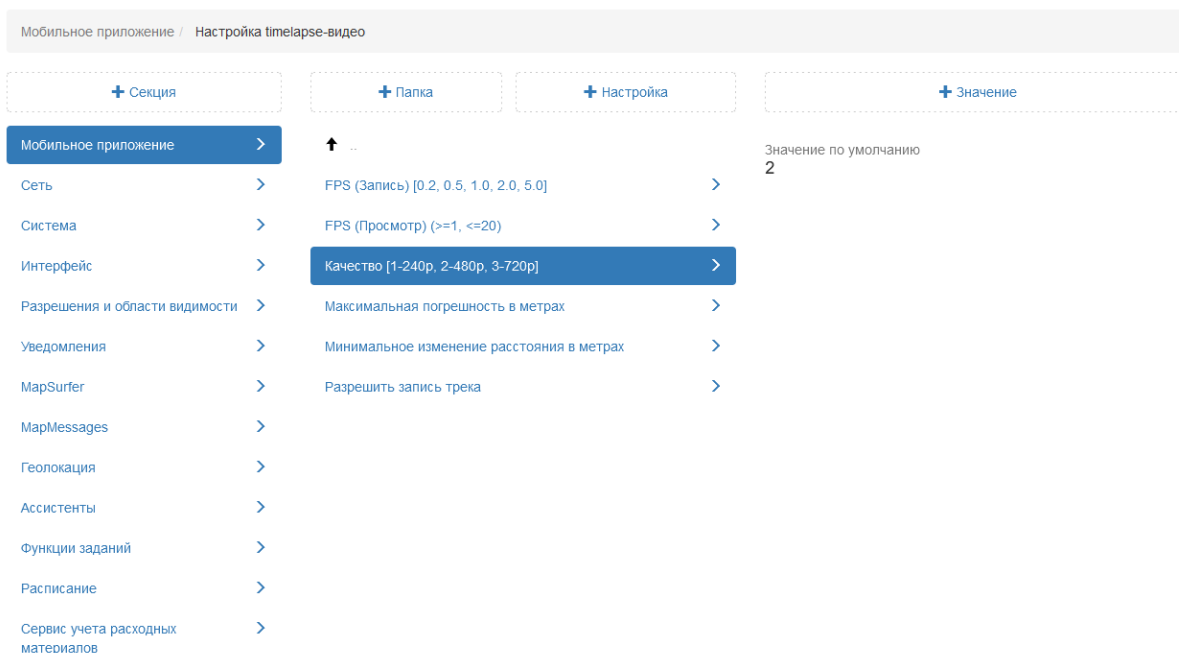 Мобильное приложение / Настройка timelapse-видео
+ Секция
+ Папка
+ Настройка
+ Значение
Мобильное приложение
Сеть
Система
Интерфейс
Разрешения и области видимости
Уведомления
MapSurfer
MapMessages
Геолокация
Ассистенты
Функции заданий
Расписание
Сервис учета расходных
материалов
..
FPS (Запись) [0.2, 0.5, 1.0, 2.0, 5.0]
FPS (Просмотр) (>=1, <=20)
Качество [1-240p, 2-480p, 3-720p]
Максимальная погрешность в метрах
Минимальное изменение расстояния в метрах
Разрешить запись трека
Значение по умолчанию
2